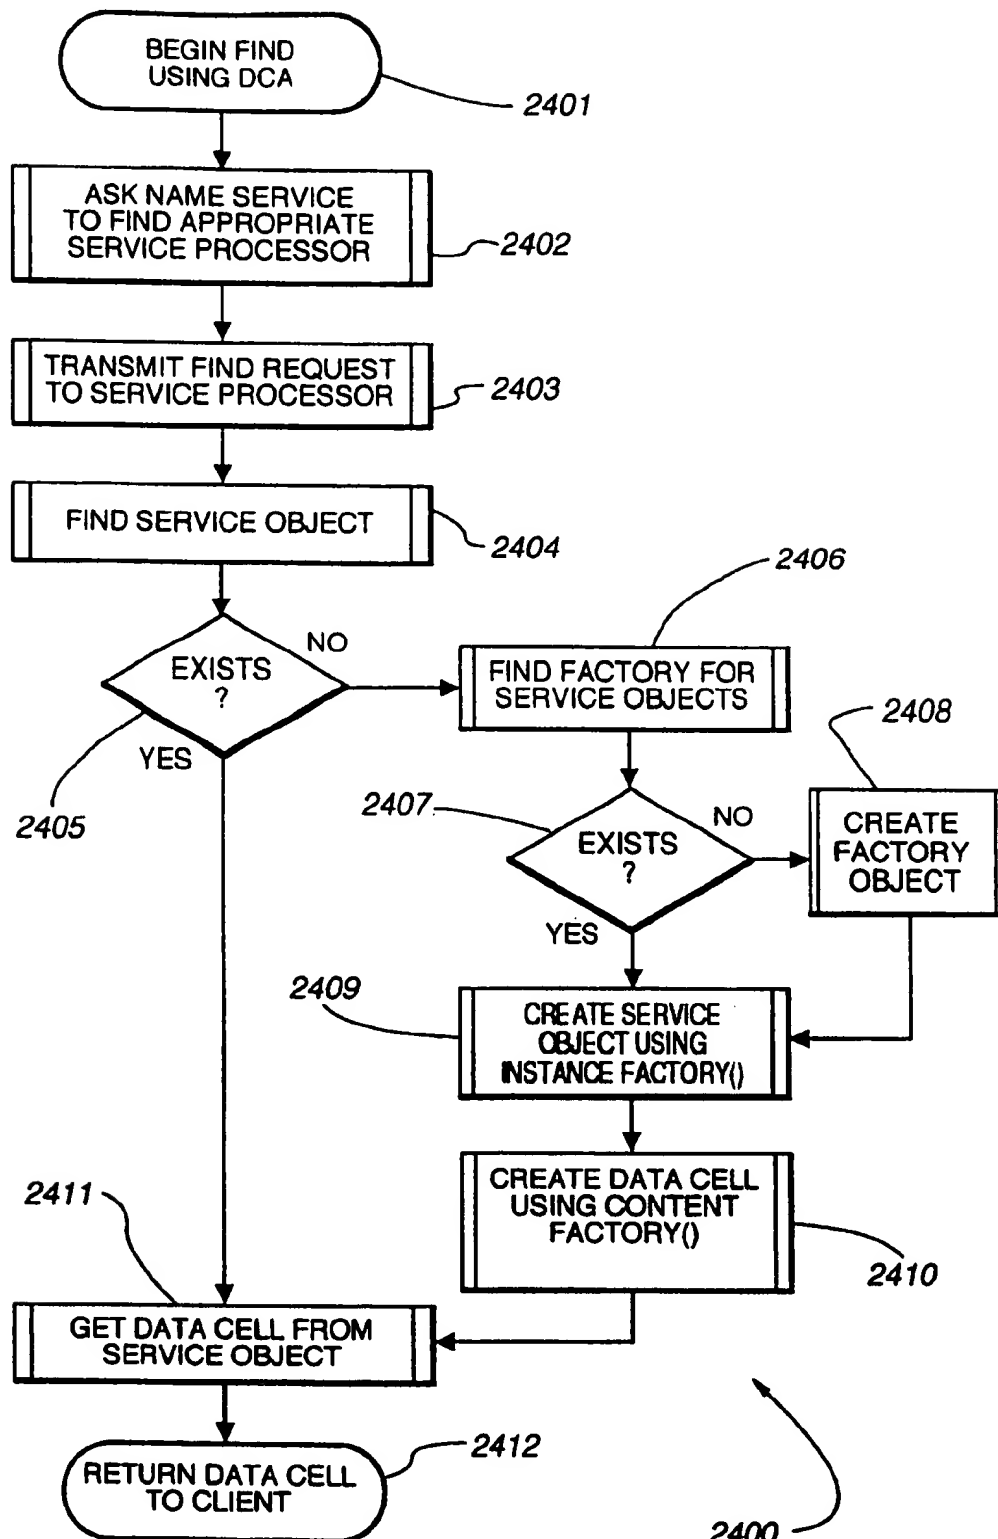 BEGIN FIND
USING DCA
2401
ASK NAME SERVICE
TO FIND APPROPRIATE
SERVICE PROCESSOR
2402
TRANSMIT FIND REQUEST
TO SERVICE PROCESSOR
2403
FIND SERVICE OBJECT
2404
EXISTS
?
NO
YES
2405
2406
FIND FACTORY FOR
SERVICE OBJECTS
2407
EXISTS
?
NO
YES
2408
CREATE
FACTORY
OBJECT
2409
CREATE SERVICE
OBJECT USING
INSTANCE FACTORY()
CREATE DATA CELL
USING CONTENT
FACTORY()
2410
2411
GET DATA CELL FROM
SERVICE OBJECT
RETURN DATA CELL
TO CLIENT
2412
2400